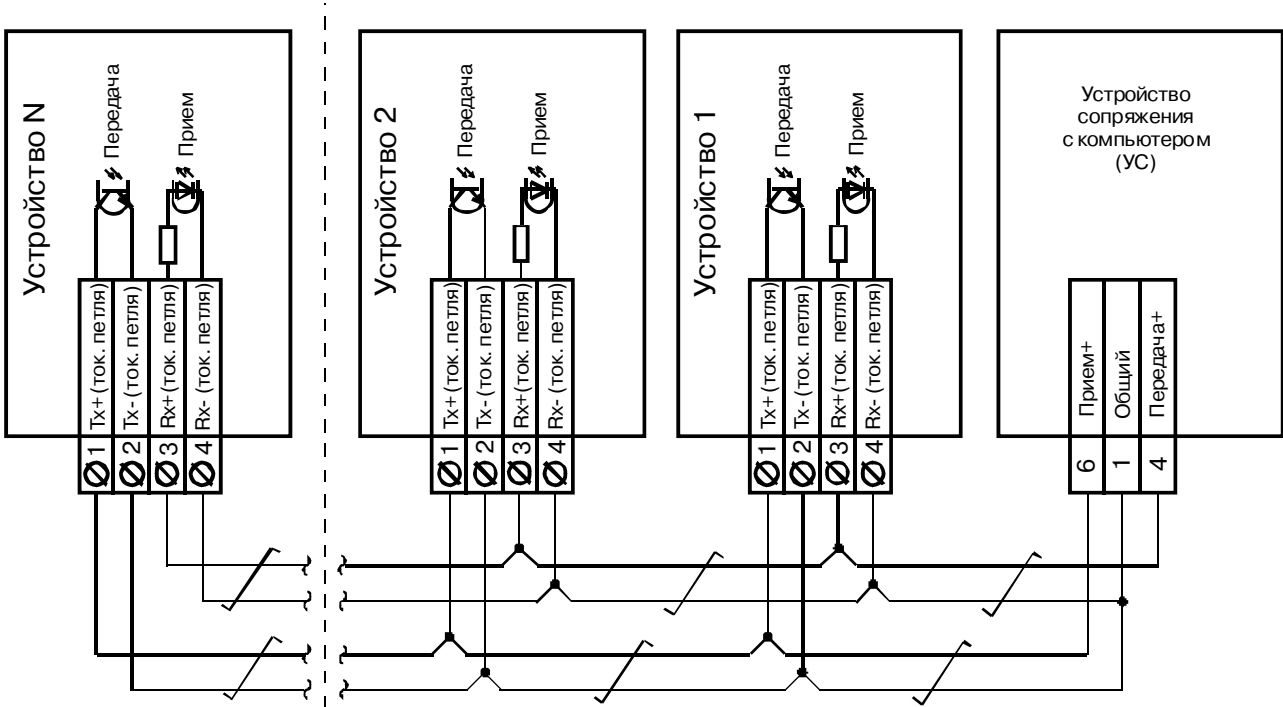 Устройство N
Передача
Прием
1 Tx+ (ток. петля)
2 Tx- (ток. петля)
3 Rx+ (ток. петля)
4 Rx- (ток. петля)
Устройство 2
Передача
Прием
1 Tx+ (ток. петля)
2 Tx- (ток. петля)
3 Rx+ (ток. петля)
4 Rx- (ток. петля)
Устройство 1
Передача
Прием
1 Tx+ (ток. петля)
2 Tx- (ток. петля)
3 Rx+ (ток. петля)
4 Rx- (ток. петля)
Устройство
сопряжения
с компьютером
(УС)
6 Прием+
1 Общий
4 Передача+